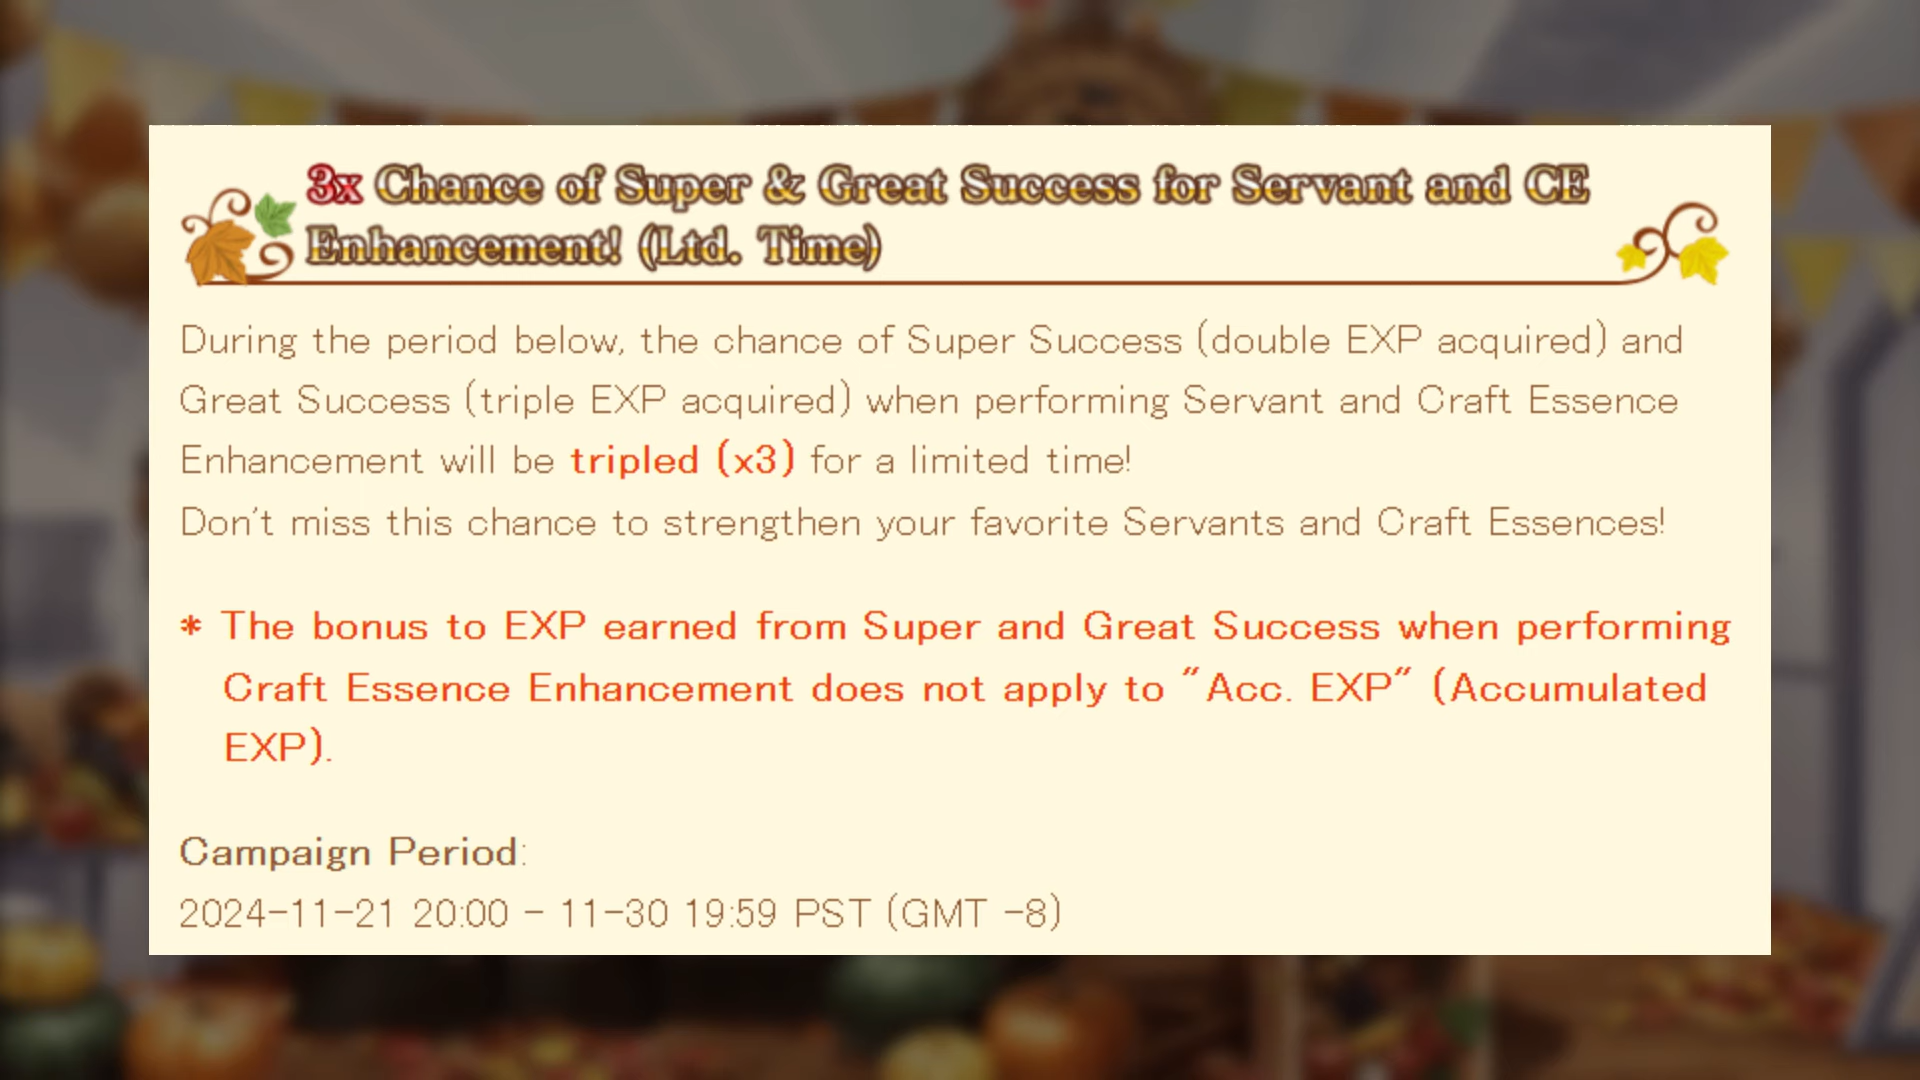 3x Chance of Super & Great Success for Servant and CE
Enhancement! (Ltd. Time)
During the period below, the chance of Super Success (double EXP acquired) and
Great Success (triple EXP acquired) when performing Servant and Craft Essence
Enhancement will be tripled (x3) for a limited time!
Don't miss this chance to strengthen your favorite Servants and Craft Essences!
* The bonus to EXP earned from Super and Great Success when performing
Craft Essence Enhancement does not apply to "Acc. EXP" (Accumulated
EXP).
Campaign Period:
2024-11-21 20:00 - 11-30 19:59 PST (GMT -8)